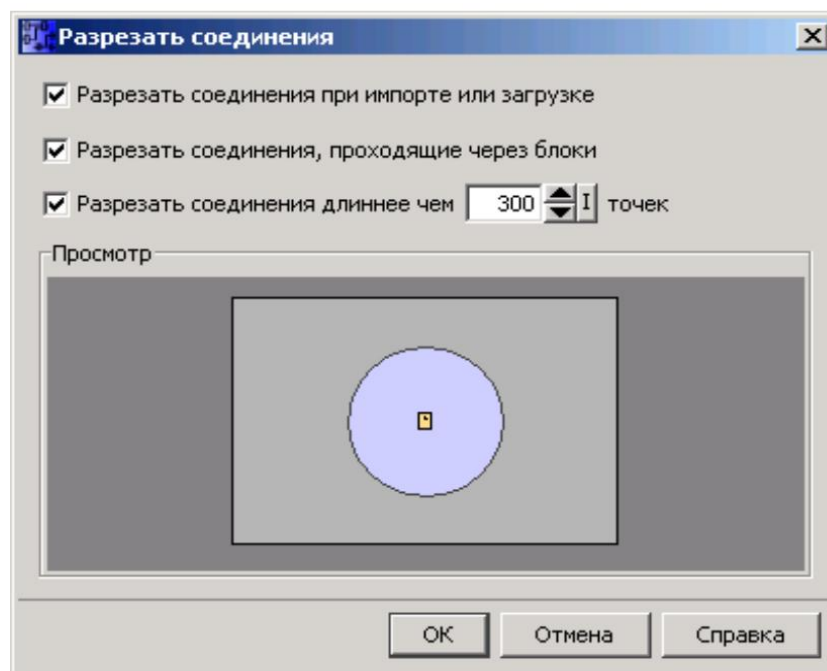 Разрезать соединения
Разрезать соединения при импорте или загрузке
Разрезать соединения, проходящие через блоки
Разрезать соединения длиннее чем 300 I точек
Просмотр
ОК Отмена Справка